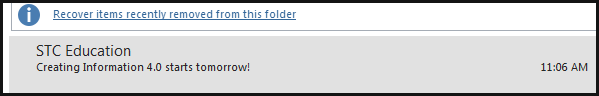 Recover items recently removed from this folder
STC Education
Creating Information 4.0 starts tomorrow! 11:06 AM